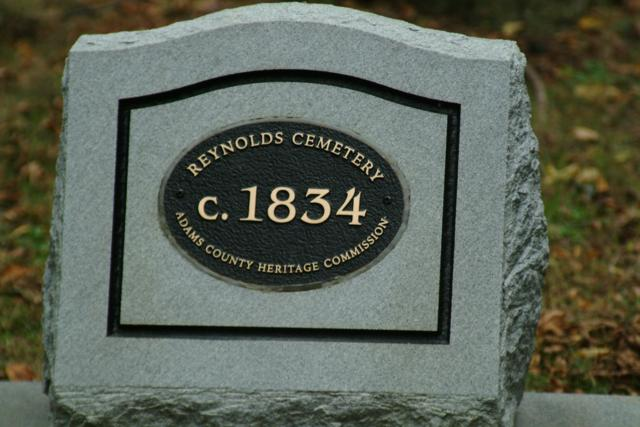 REYNOLDS CEMETERY
c. 1834
ADAMS COUNTY HERITAGE COMMISSION